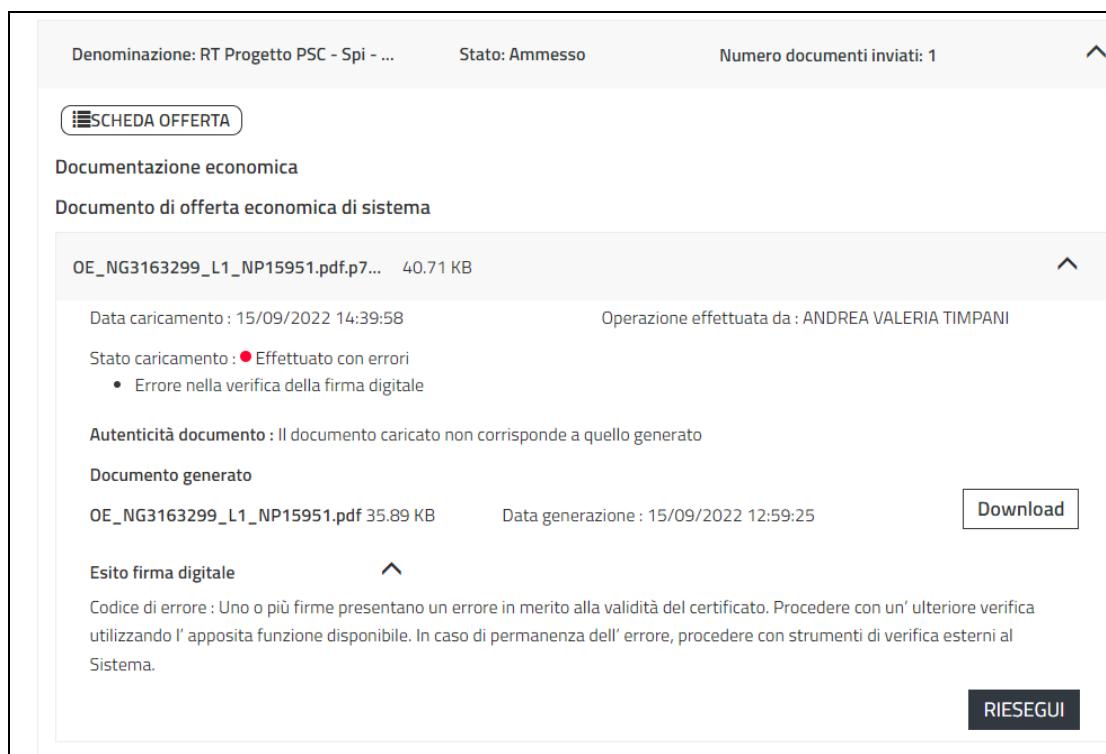 Denominazione: RT Progetto PSC - Spi - ... Stato: Ammesso Numero documenti inviati: 1
SCHEDA OFFERTA
Documentazione economica
Documento di offerta economica di sistema
OE_NG3163299_L1_NP15951.pdf.p7... 40.71 KB
Data caricamento : 15/09/2022 14:39:58 Operazione effettuata da : ANDREA VALERIA TIMPANI
Stato caricamento : Effettuato con errori
• Errore nella verifica della firma digitale
Autenticità documento : Il documento caricato non corrisponde a quello generato
Documento generato
OE_NG3163299_L1_NP15951.pdf 35.89 KB Data generazione : 15/09/2022 12:59:25 Download
Esito firma digitale
Codice di errore : Uno o più firme presentano un errore in merito alla validità del certificato. Procedere con un' ulteriore verifica
utilizzando l' apposita funzione disponibile. In caso di permanenza dell' errore, procedere con strumenti di verifica esterni al
Sistema.
RIESEGUI